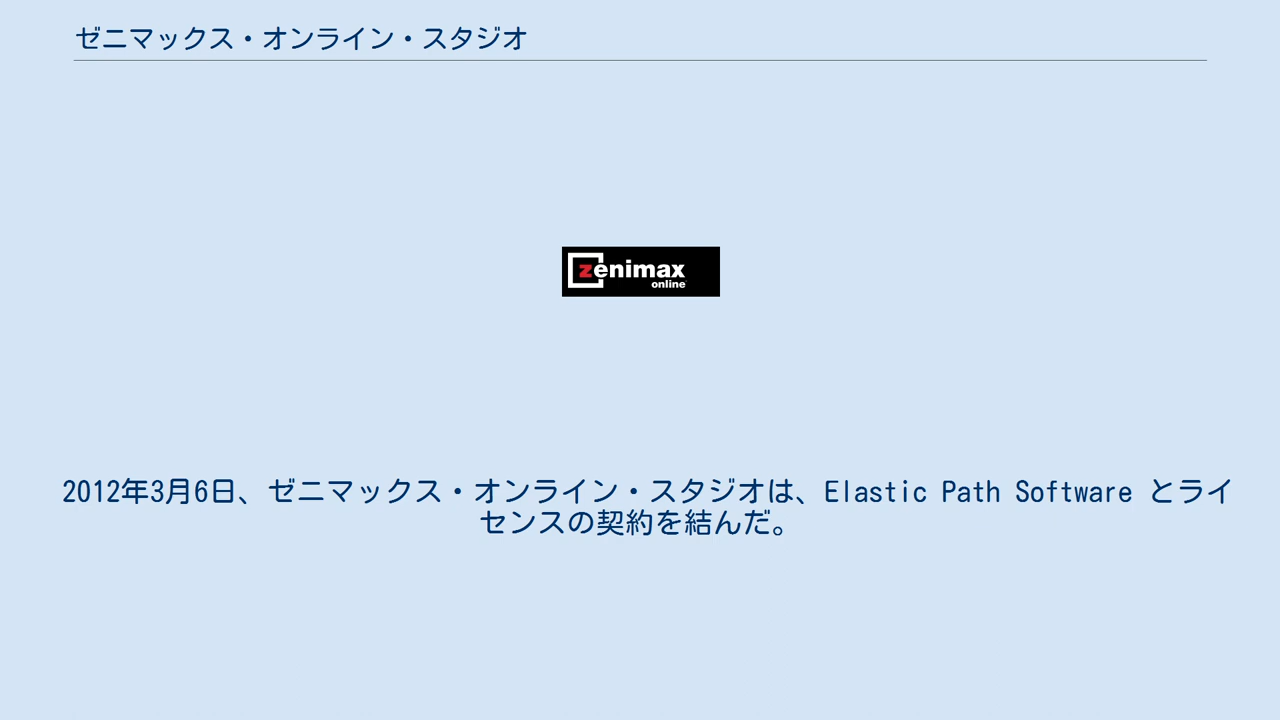 ゼニマックス・オンライン・スタジオ
zenimax
online
2012年3月6日、ゼニマックス・オンライン・スタジオは、Elastic Path Software とライ
センスの契約を結んだ。